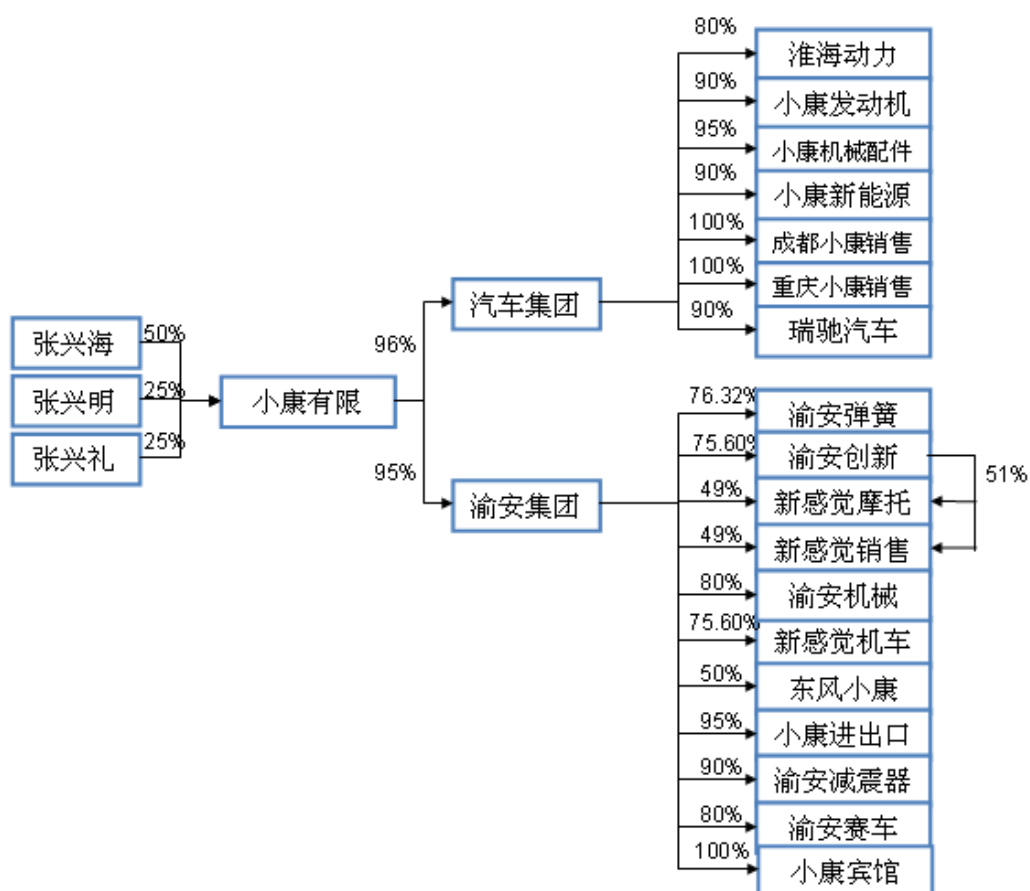 80%
淮海动力
90%
小康发动机
95%
小康机械配件
90%
小康新能源
100%
成都小康销售
100%
重庆小康销售
90%
瑞驰汽车
汽车集团
96%
张兴海
50%
张兴明
25%
张兴礼
25%
小康有限
95%
渝安集团
76.32%
渝安弹簧
75.60%
渝安创新
51%
49%
新感觉摩托
49%
新感觉销售
80%
渝安机械
75.60%
新感觉机车
50%
东风小康
95%
小康进出口
90%
渝安减震器
80%
渝安赛车
100%
小康宾馆